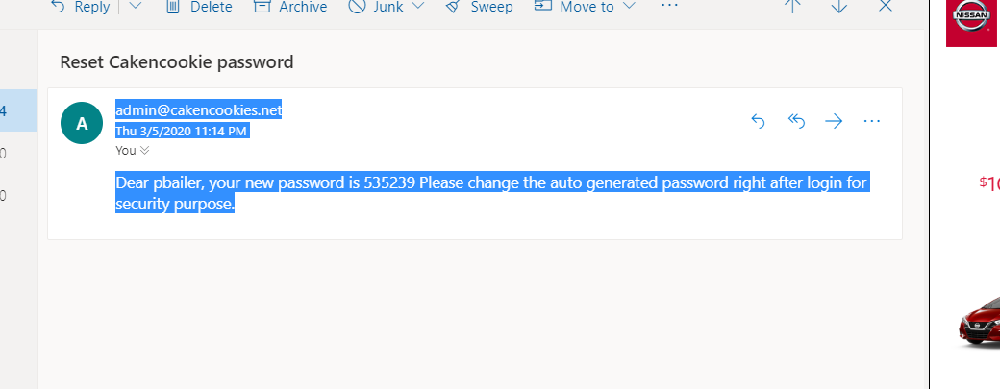 Reply Delete Archive Junk Sweep Move to ...
NISSAN
Reset Cakencookie password
4
A
admin@cakencookies.net
Thu 3/5/2020 11:14 PM
You
0
Dear pbailer, your new password is 535239 Please change the auto generated password right after login for
security purpose.
0